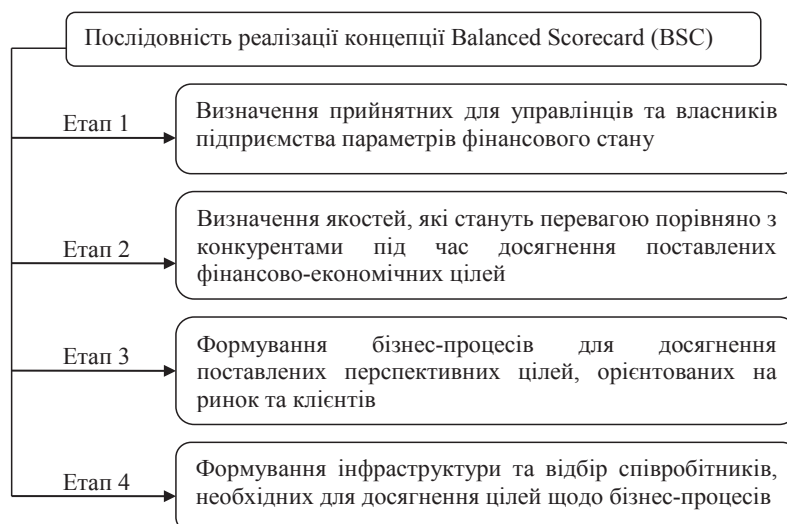 Послідовність реалізації концепції Balanced Scorecard (BSC)
Етап 1
Визначення прийнятних для управлінців та власників
підприємства параметрів фінансового стану
Етап 2
Визначення якостей, які стануть перевагою порівняно з
конкурентами під час досягнення поставлених
фінансово-економічних цілей
Етап 3
Формування бізнес-процесів для досягнення
поставлених перспективних цілей, орієнтованих на
ринок та клієнтів
Етап 4
Формування інфраструктури та відбір співробітників,
необхідних для досягнення цілей щодо бізнес-процесів